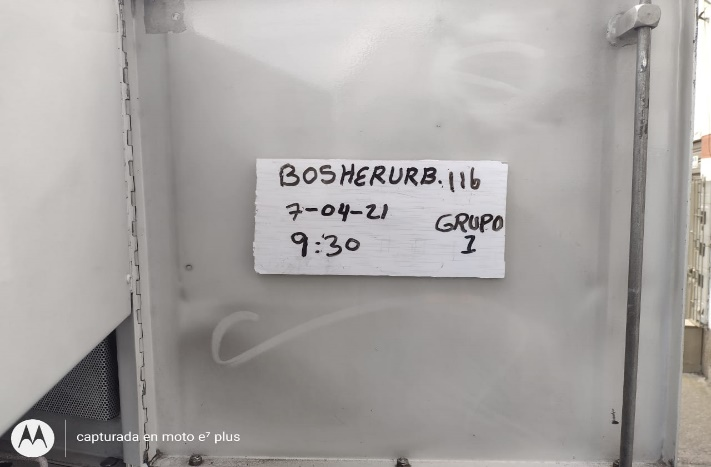 BOSHERURB.116
7-04-21
GRUPO
9:30
1
capturada en moto e⁷ plus